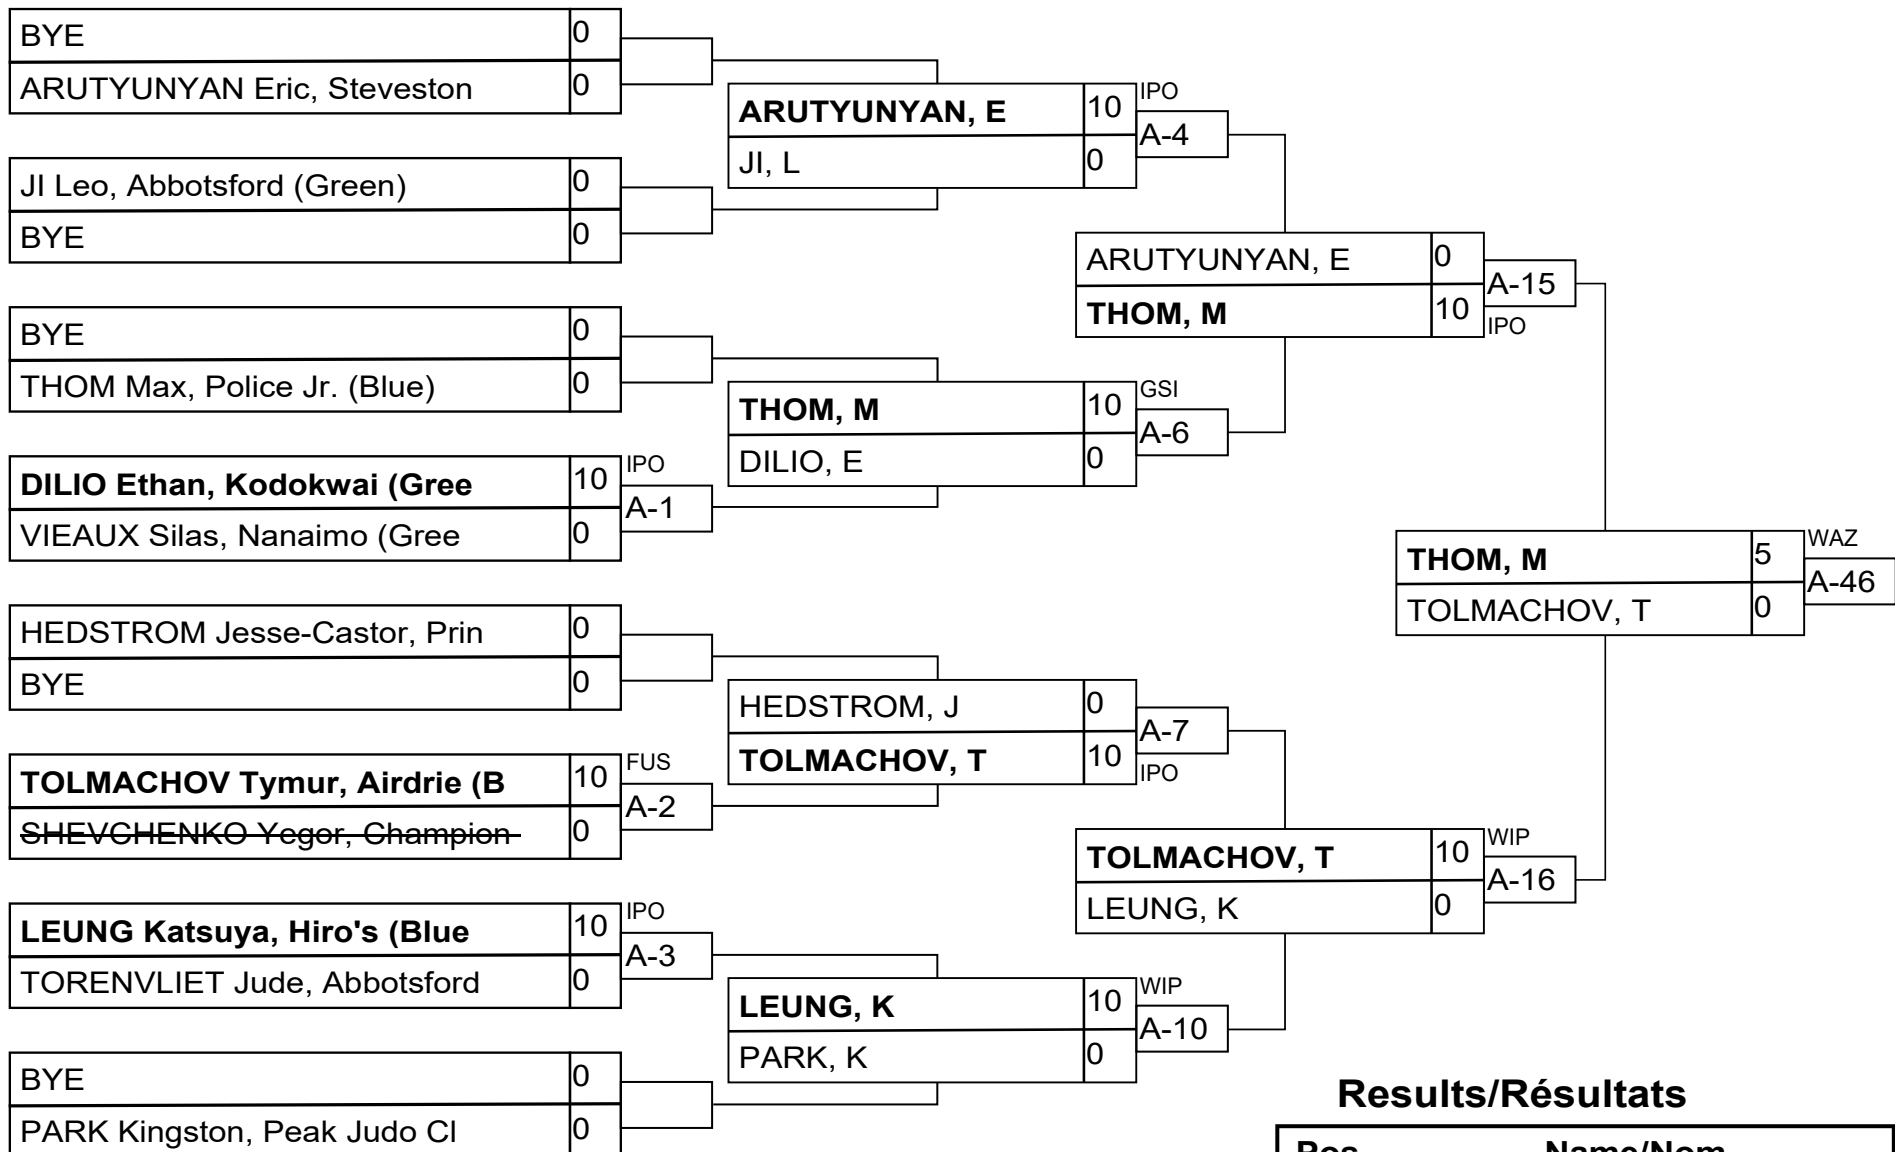 BYE 0
ARUTYUNYAN Eric, Steveston 0
JI Leo, Abbotsford (Green) 0
BYE 0
BYE 0
THOM Max, Police Jr. (Blue) 0
DILIO Ethan, Kodokwai (Gree 10 IPO
A-1
VIEAUX Silas, Nanaimo (Gree 0
HEDSTROM Jesse-Castor, Prin 0
BYE 0
TOLMACHOV Tymur, Airdrie (B 10 FUS
A-2
SHEVCHENKO Yegor, Champion 0
LEUNG Katsuya, Hiro's (Blue 10 IPO
A-3
TORENVLIET Jude, Abbotsford 0
BYE 0
PARK Kingston, Peak Judo Cl 0
ARUTYUNYAN, E 10 IPO
A-4
JI, L 0
THOM, M 10 GSI
A-6
DILIO, E 0
HEDSTROM, J 0
A-7
TOLMACHOV, T 10 IPO
LEUNG, K 10 WIP
A-10
PARK, K 0
ARUTYUNYAN, E 0
A-15
THOM, M 10 IPO
TOLMACHOV, T 10 WIP
A-16
LEUNG, K 0
THOM, M 5 WAZ
A-46
TOLMACHOV, T 0
Results/Résultats
Pos Name/Nom